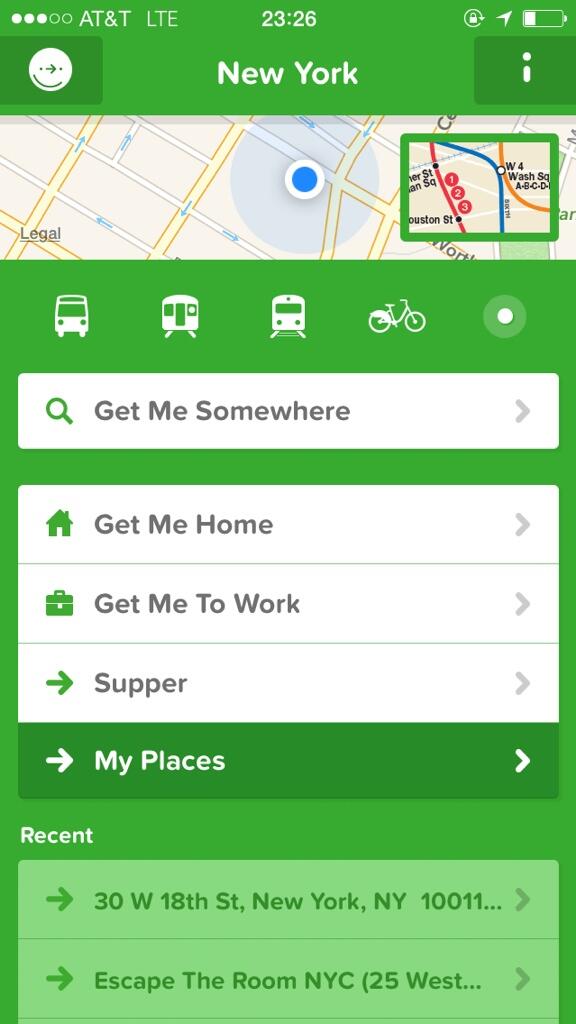 AT&T LTE 23:26
New York
Legal
W 4
Wash Sq
A-B-C-D
1
2
3
ouston St
Get Me Somewhere
Get Me Home
Get Me To Work
Supper
My Places
Recent
30 W 18th St, New York, NY 10011...
Escape The Room NYC (25 West...